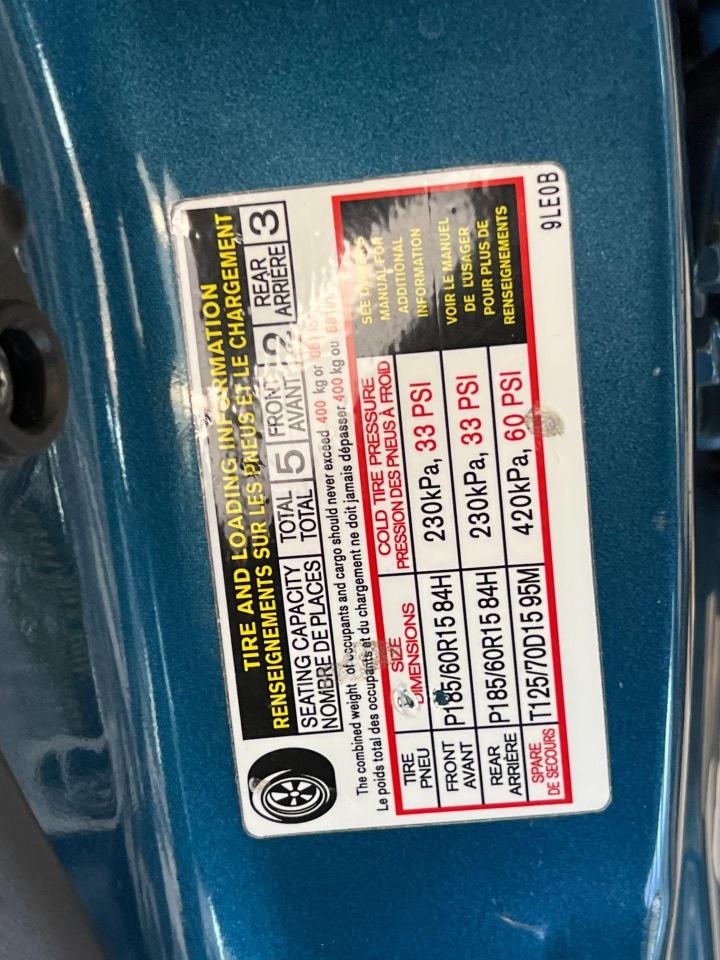 TIRE AND LOADING INFORMATION
RENSEIGNEMENTS SUR LES PNEUS ET LE CHARGEMENT
SEATING CAPACITY TOTAL 5 FRONT 2 REAR 3
NOMBRE DE PLACES TOTAL AVANT ARRIÈRE
The combined weight of occupants and cargo should never exceed 400 kg or
Le poids total des occupants et du chargement ne doit jamais dépasser 400 kg ou
TIRE SIZE COLD TIRE PRESSURE
PNEU DIMENSIONS PRESSION DES PNEUS À FROID
FRONT P185/60R15 84H 230kPa, 33 PSI
AVANT
REAR P185/60R15 84H 230kPa, 33 PSI
ARRIÈRE
SPARE T125/70D15 95M 420kPa, 60 PSI
DE SECOURS
SEE
MANUAL FOR
ADDITIONAL
INFORMATION
VOIR LE MANUEL
DE L'USAGER
POUR PLUS DE
RENSEIGNEMENTS
9LE0B